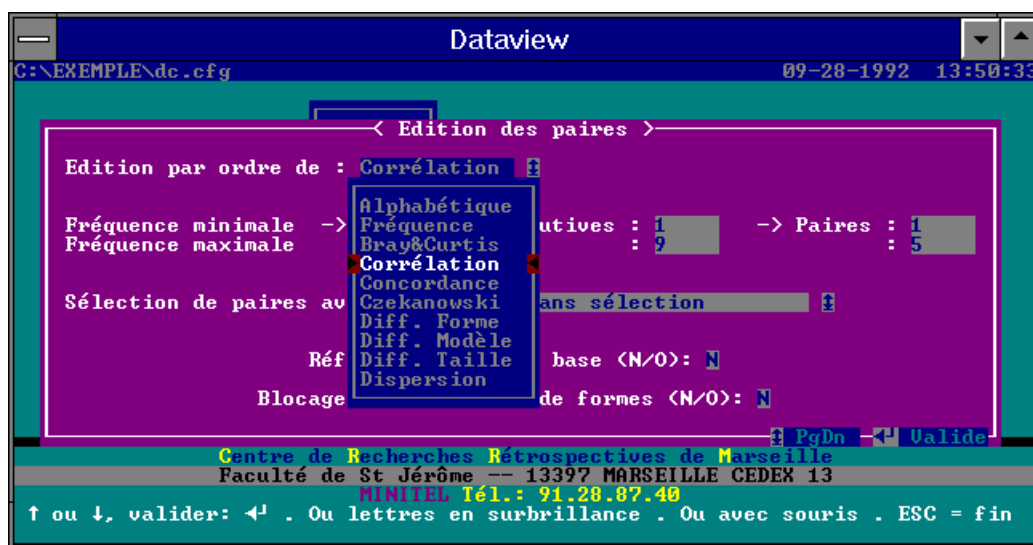 Dataview
C:\EXEMPLE\dc.cfg 09-28-1992 13:50:33
< Edition des paires >
Edition par ordre de : Corrélation
Alphabétique
Fréquence minimale -> Fréquence utives : 1 -> Paires : 1
Fréquence maximale Bray&Curtis : 9 : 5
Corrélation
Concordance
Sélection de paires av Czekanowski ans sélection
Diff. Forme
Diff. Modèle
Réf Diff. Taille base (N/O): N
Dispersion
Blocage de formes (N/O): N
PgDn Valide
Centre de Recherches Rétrospectives de Marseille
Faculté de St Jérôme -- 13397 MARSEILLE CEDEX 13
MINITEL Tél.: 91.28.87.40
↑ ou ↓, valider: ◄┘ . Ou lettres en surbrillance . Ou avec souris . ESC = fin